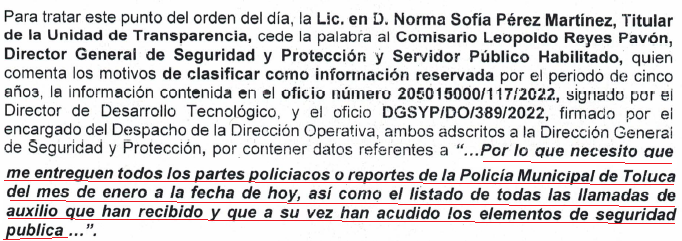 Para tratar este punto del orden del día, la Lic. en D. Norma Sofía Pérez Martínez, Titular
de la Unidad de Transparencia, cede la palabra al Comisario Leopoldo Reyes Pavón,
Director General de Seguridad y Protección y Servidor Público Habilitado, quien
comenta los motivos de clasificar como información reservada por el periodo de cinco
años, la información contenida en el oficio número 205015000/117/2022, signado por el
Director de Desarrollo Tecnológico, y el oficio DGSYP/DO/389/2022, firmado por el
encargado del Despacho de la Dirección Operativa, ambos adscritos a la Dirección General
de Seguridad y Protección, por contener datos referentes a “...Por lo que necesito que
me entreguen todos los partes policiacos o reportes de la Policía Municipal de Toluca
del mes de enero a la fecha de hoy, así como el listado de todas las llamadas de
auxilio que han recibido y que a su vez han acudido los elementos de seguridad
publica ...”.